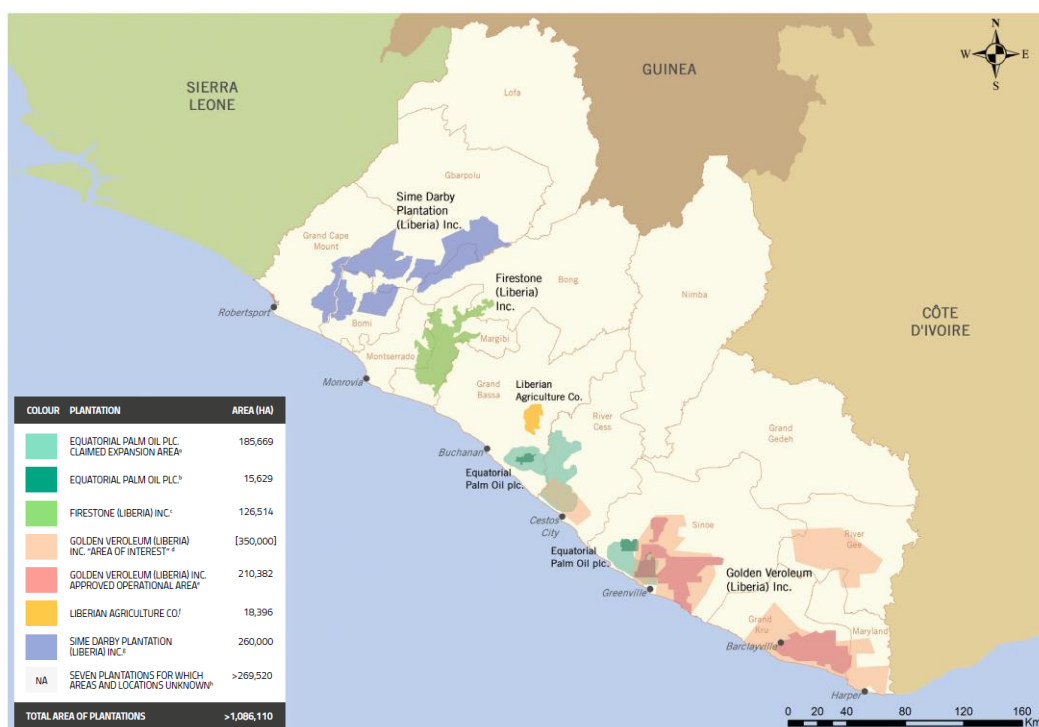 N
W
E
S
SIERRA
LEONE
GUINEA
CÔTE
D'IVOIRE
Lofa
Gbarpolu
Sime Darby
Plantation
(Liberia) Inc.
Grand Cape
Mount
Firestone
(Liberia)
Inc.
Bong
Nimba
Robertsport
Bomi
Montserrado
Margibi
Monrovia
Grand
Bassa
Liberian
Agriculture Co.
River
Cess
Grand
Gedeh
Buchanan
Equatorial
Palm Oil plc.
Cestos
City
Sinoe
River
Gee
Equatorial
Palm Oil plc.
Golden Veroleum
(Liberia) Inc.
Greenville
Grand
Kru
Maryland
Barclayville
Harper
COLOUR PLANTATION AREA (HA)
EQUATORIAL PALM OIL PLC. 185,669
CLAIMED EXPANSION AREAᵃ
EQUATORIAL PALM OIL PLC.ᵇ 15,629
FIRESTONE (LIBERIA) INC.ᶜ 126,514
GOLDEN VEROLEUM (LIBERIA) [350,000]
INC. "AREA OF INTEREST" ᵈ
GOLDEN VEROLEUM (LIBERIA) INC. 210,382
APPROVED OPERATIONAL AREAᵉ
LIBERIAN AGRICULTURE CO.ᶠ 18,396
SIME DARBY PLANTATION 260,000
(LIBERIA) INC.ᵍ
NA SEVEN PLANTATIONS FOR WHICH >269,520
AREAS AND LOCATIONS UNKNOWNʰ
TOTAL AREA OF PLANTATIONS >1,086,110
0 20 40 80 120 160
Km